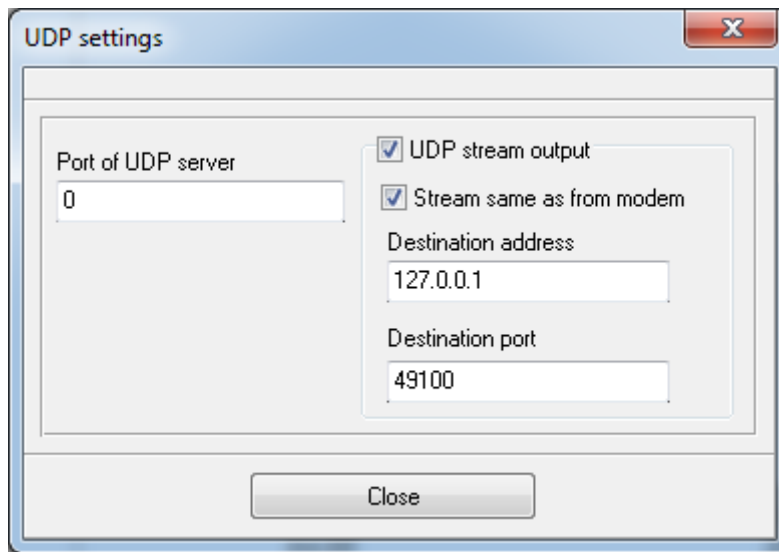 UDP settings
Port of UDP server
0
UDP stream output
Stream same as from modem
Destination address
127.0.0.1
Destination port
49100
Close